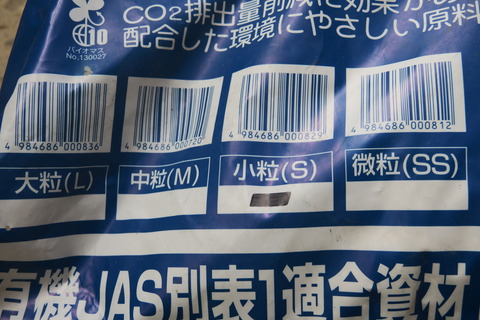 CO2排出量削減に効果が
配合した環境にやさしい原料
10
バイオマス
No,130027
4 984686 000836
4 984686 000720
4 984686 000829
4 984686 000812
大粒(L)
中粒(M)
小粒(S)
微粒(SS)
有機JAS別表1適合資材